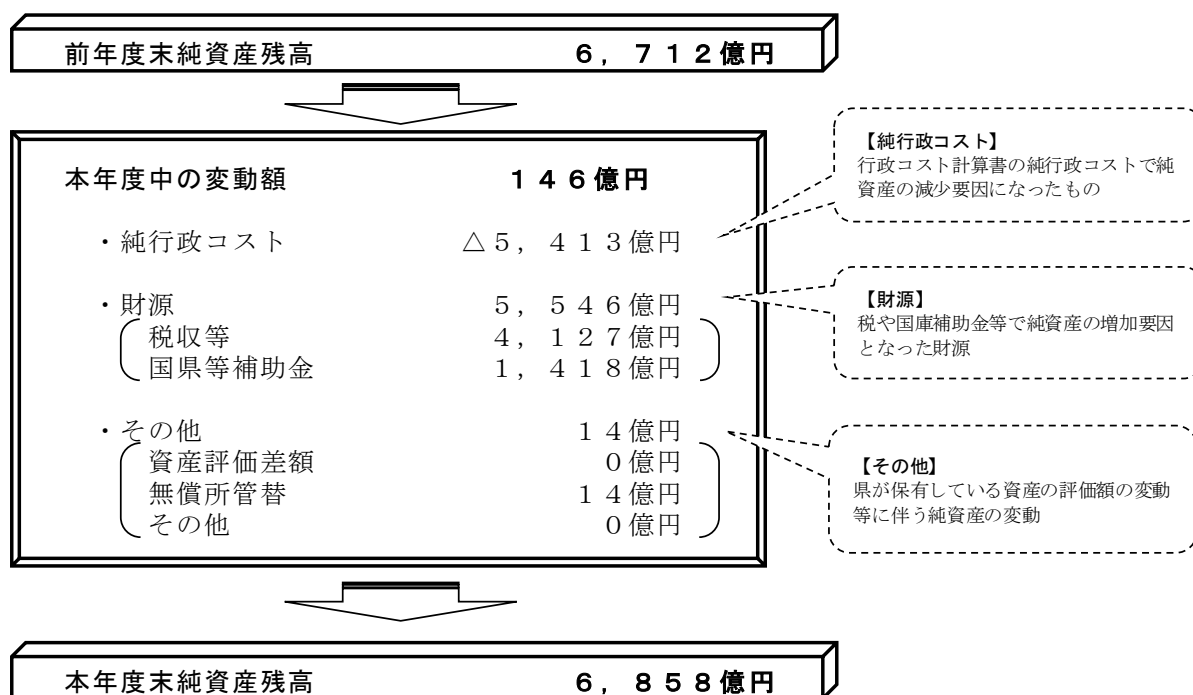 前年度末純資産残高 ６，７１２億円
本年度中の変動額 １４６億円
・純行政コスト △５，４１３億円
・財源 ５，５４６億円
税収等 ４，１２７億円
国県等補助金 １，４１８億円
・その他 １４億円
資産評価差額 ０億円
無償所管替 １４億円
その他 ０億円
【純行政コスト】
行政コスト計算書の純行政コストで純
資産の減少要因になったもの
【財源】
税や国庫補助金等で純資産の増加要因
となった財源
【その他】
県が保有している資産の評価額の変動
等に伴う純資産の変動
本年度末純資産残高 ６，８５８億円